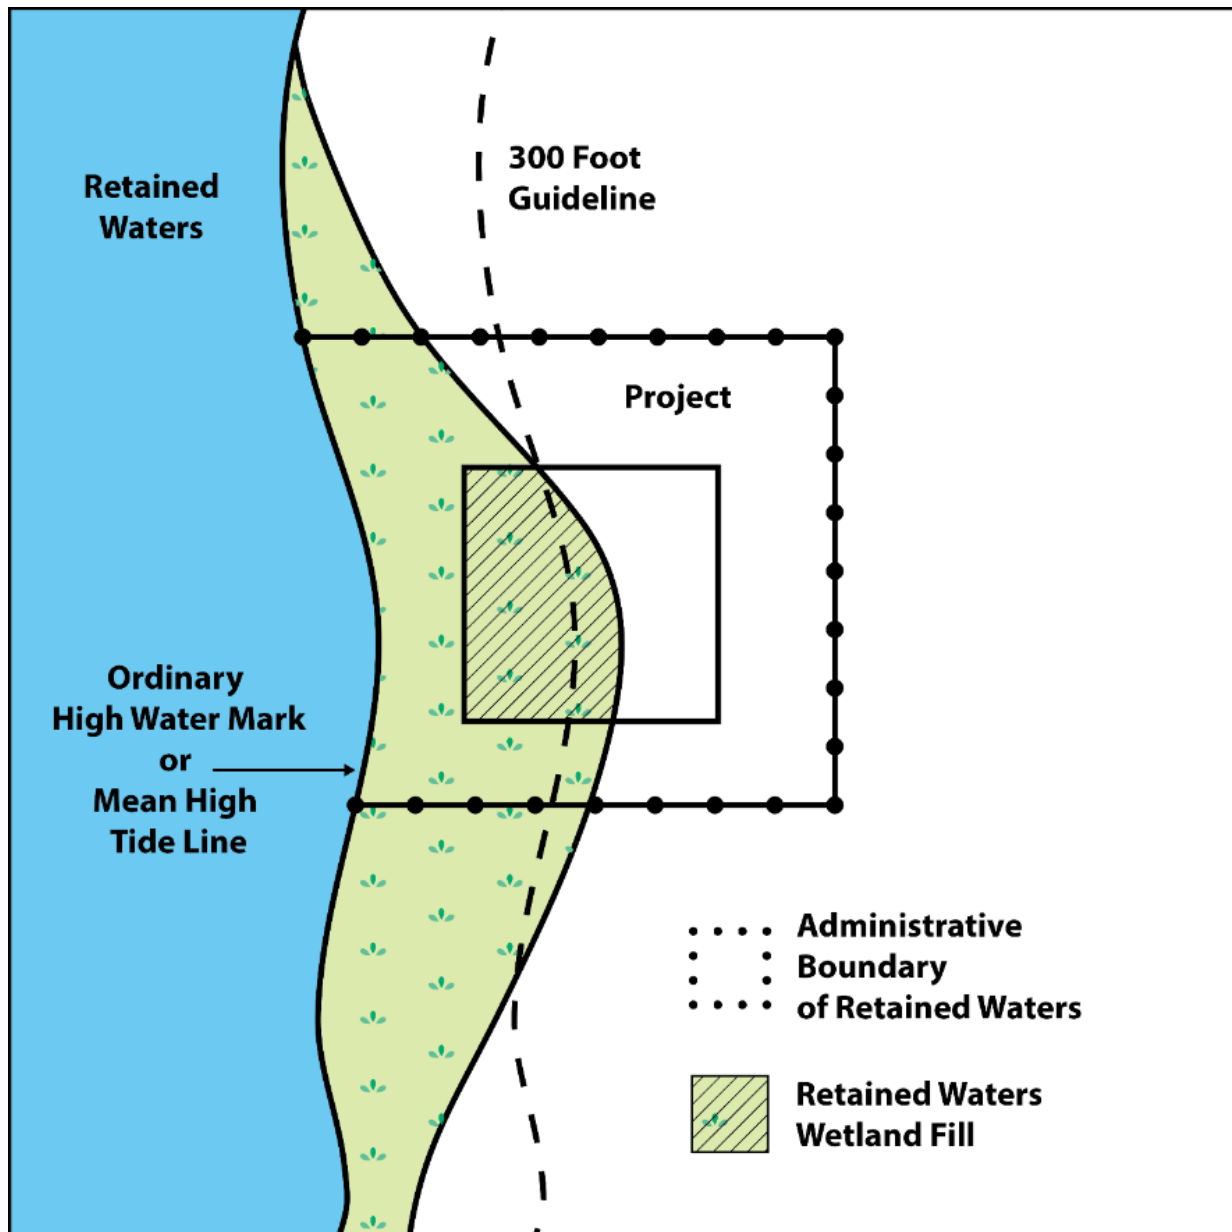 Retained
Waters
300 Foot
Guideline
Project
Ordinary
High Water Mark
or
Mean High
Tide Line
Administrative
Boundary
of Retained Waters
Retained Waters
Wetland Fill